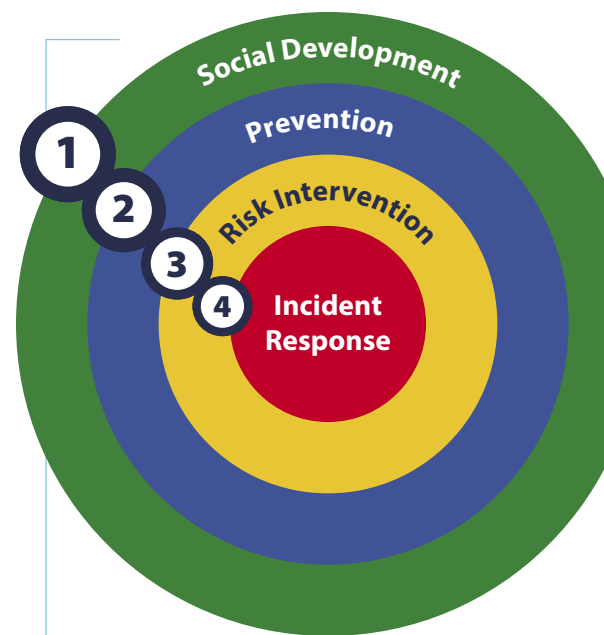 Social Development
1
Prevention
2
Risk Intervention
3
4
Incident
Response